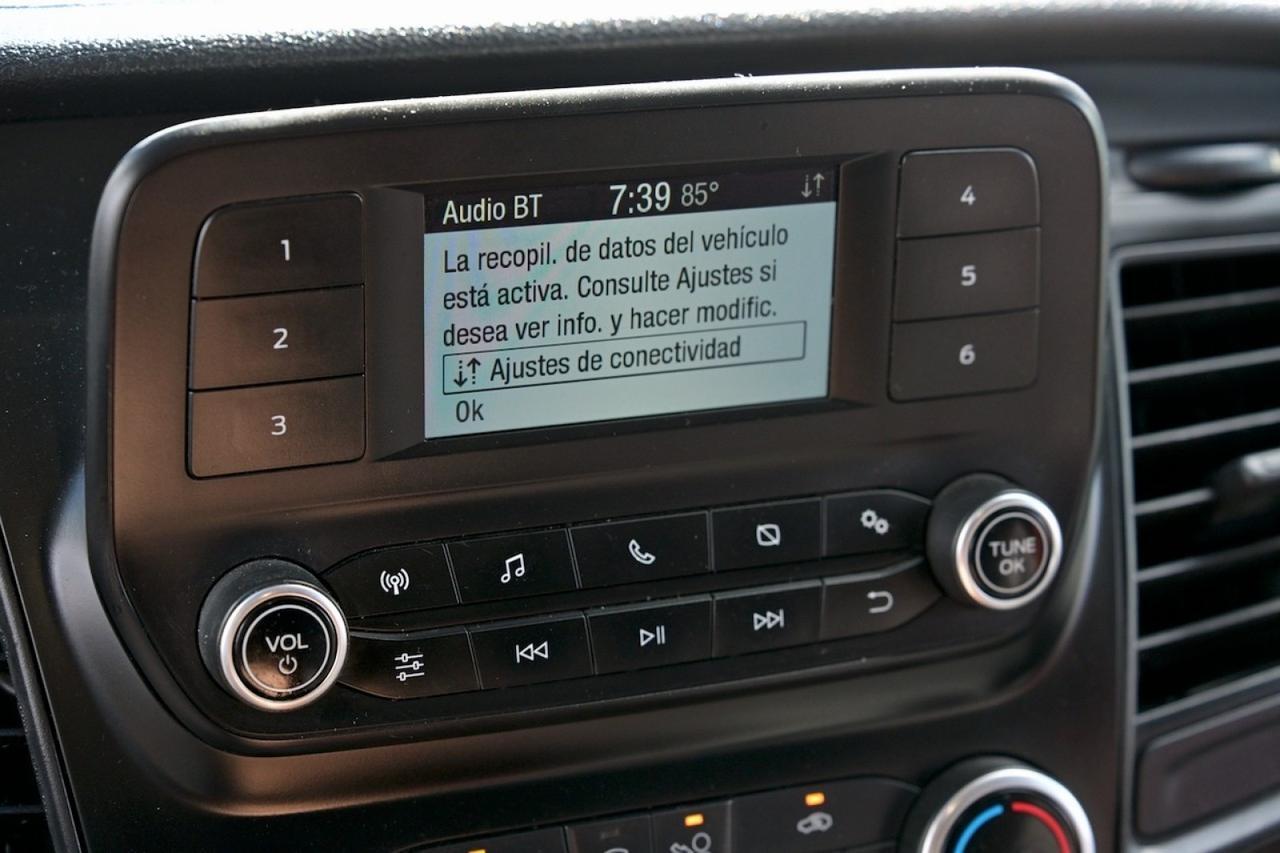 Audio BT 7:39 85°
La recopil. de datos del vehículo
está activa. Consulte Ajustes si
desea ver info. y hacer modific.
Ajustes de conectividad
Ok
1
2
3
4
5
6
VOL
TUNE
OK